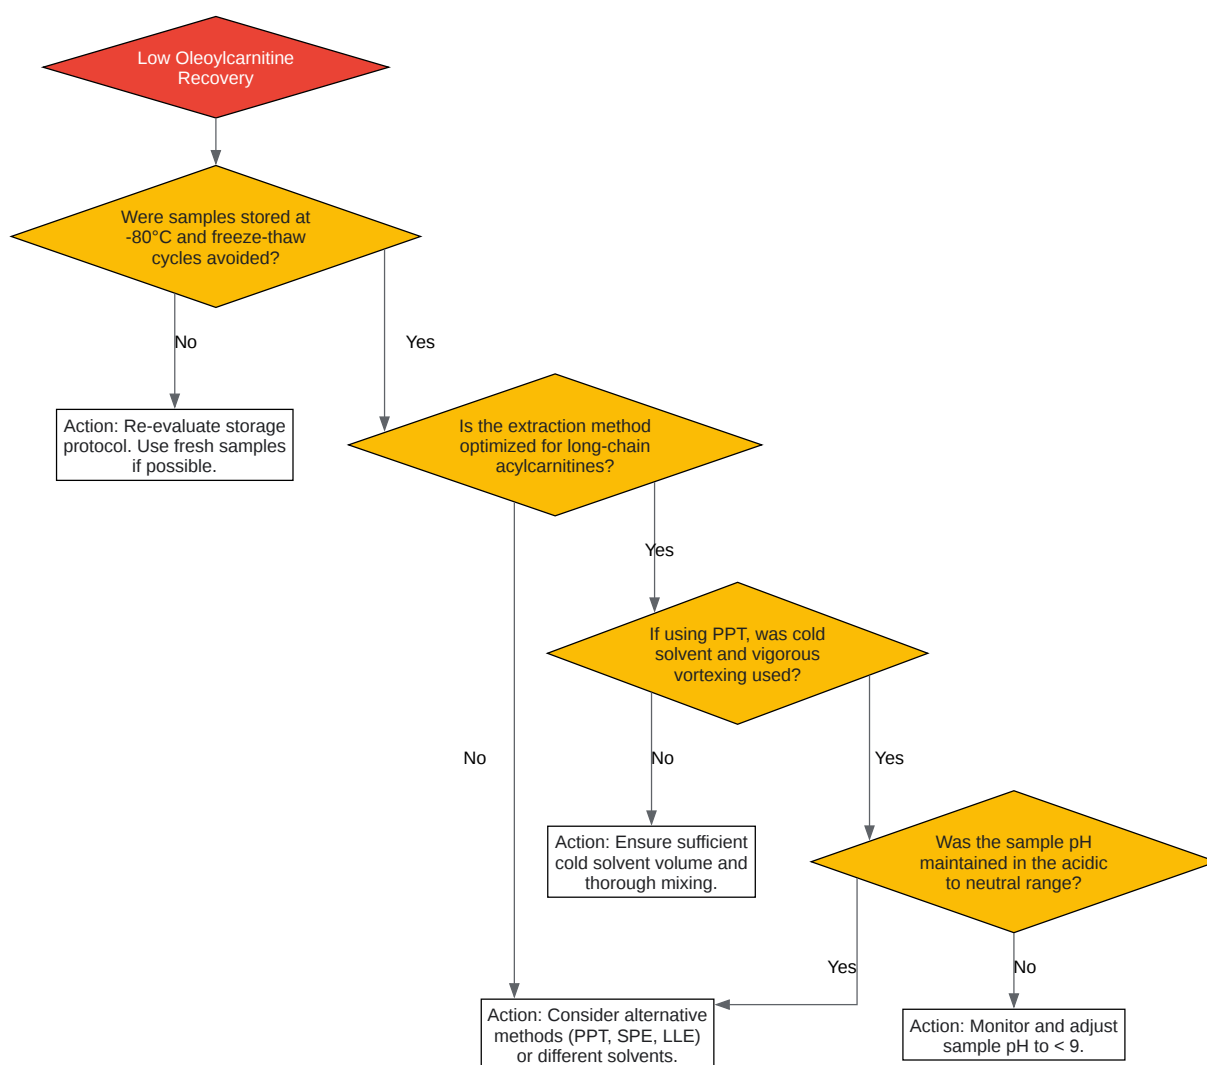 Low Oleoylcarnitine
Recovery
Were samples stored at
-80°C and freeze-thaw
cycles avoided?
No
Yes
Action: Re-evaluate storage
protocol. Use fresh samples
if possible.
Is the extraction method
optimized for long-chain
acylcarnitines?
Yes
If using PPT, was cold
solvent and vigorous
vortexing used?
No
No
Yes
Action: Ensure sufficient
cold solvent volume and
thorough mixing.
Was the sample pH
maintained in the acidic
to neutral range?
Yes
No
Action: Consider alternative
methods (PPT, SPE, LLE)
or different solvents.
Action: Monitor and adjust
sample pH to < 9.